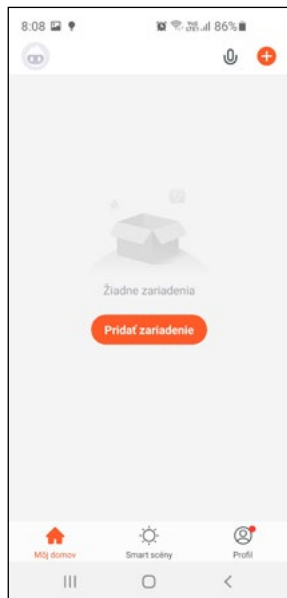 8:08 86%
Žiadne zariadenia
Pridať zariadenie
Môj domov Smart scény Profil